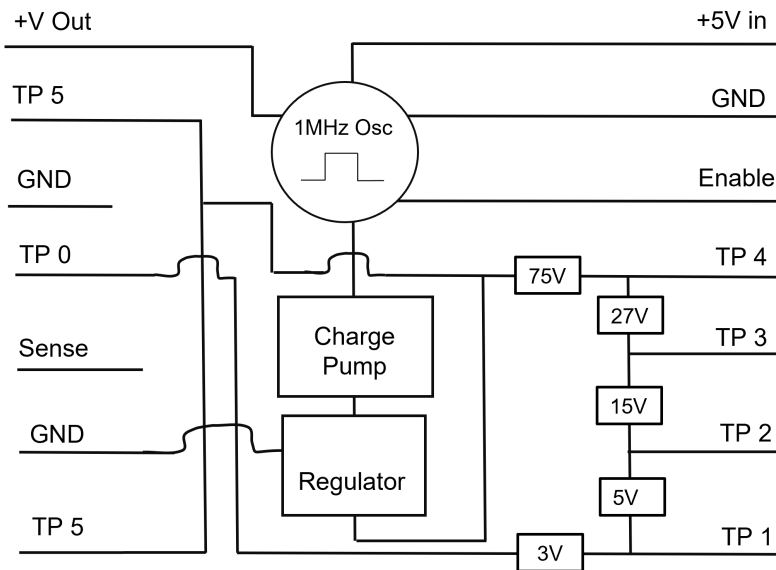 +V Out
+5V in
TP 5
1MHz Osc
GND
GND
Enable
TP 0
75V
TP 4
27V
Charge
Pump
TP 3
Sense
15V
GND
TP 2
Regulator
5V
TP 5
3V
TP 1